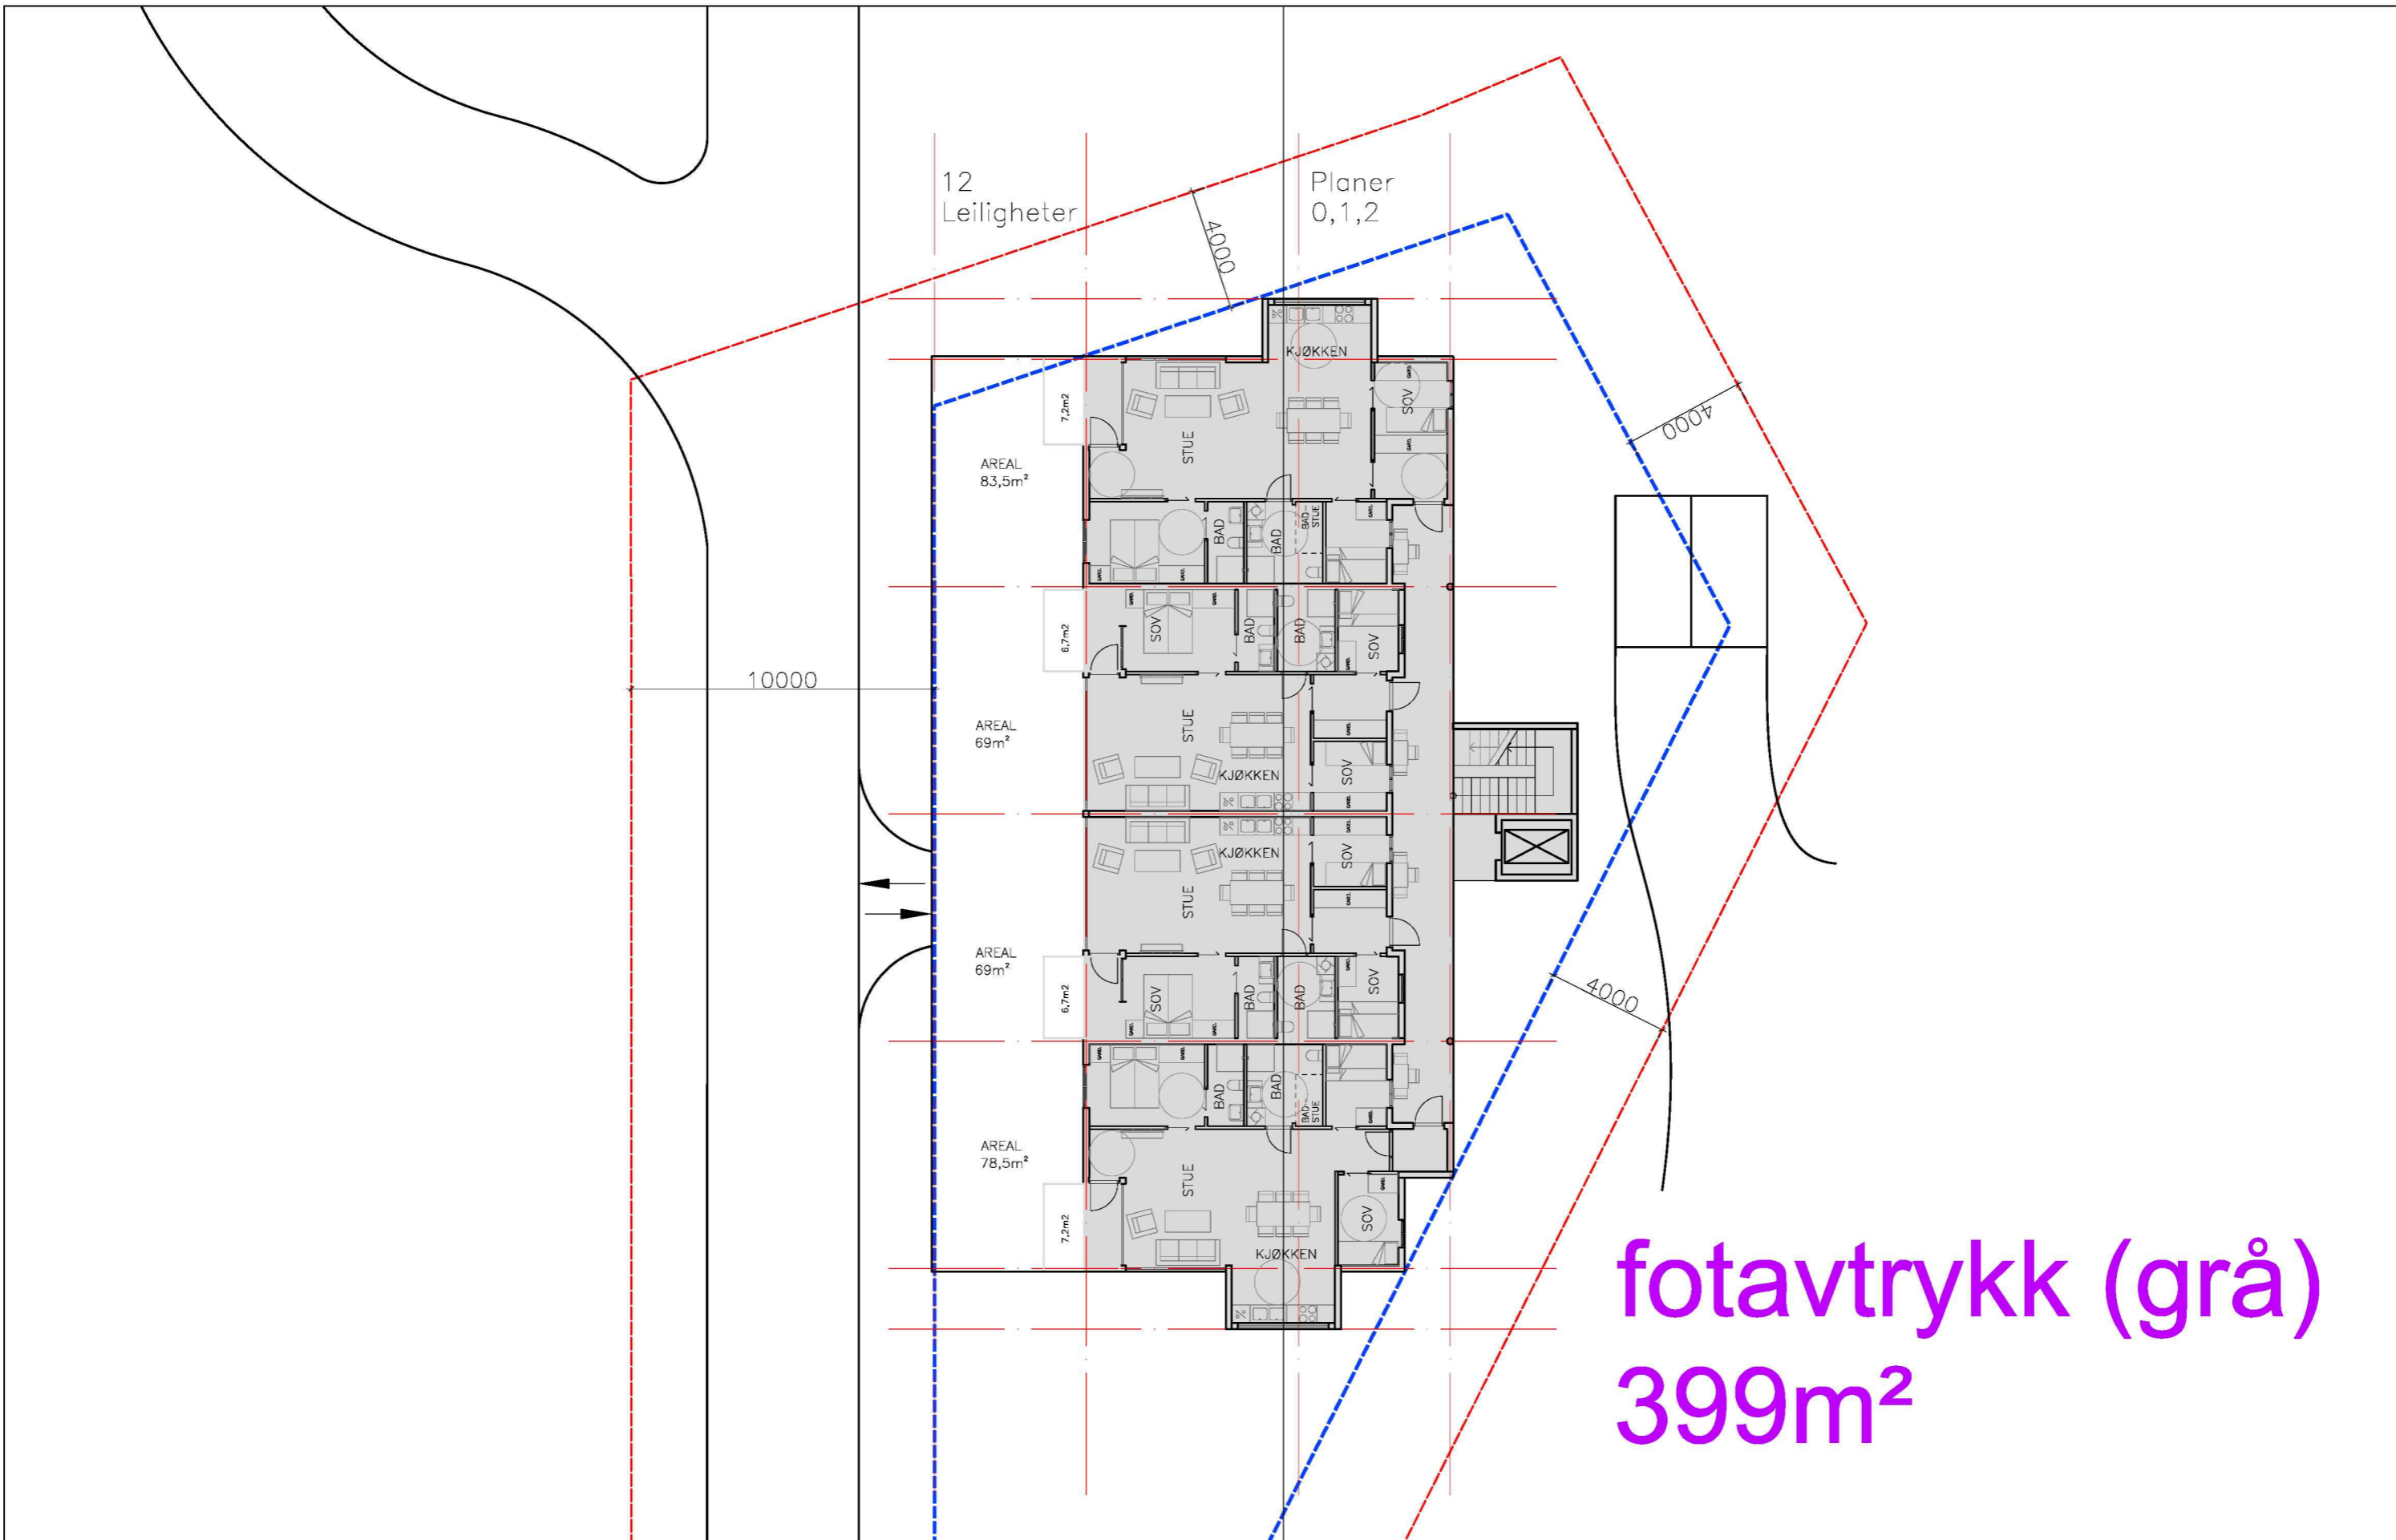 12
Leiligheter
Planer
0,1,2
4000
4000
KJØKKEN
7,2m2
SOV
STUE
AREAL
83,5m²
BAD
BAD
BAD-
STUE
6,7m2
SOV
BAD
BAD
SOV
10000
AREAL
69m²
STUE
KJØKKEN
SOV
KJØKKEN
SOV
STUE
AREAL
69m²
6,7m2
SOV
BAD
BAD
SOV
4000
BAD
BAD
BAD-
STUE
AREAL
78,5m²
STUE
7,2m2
SOV
KJØKKEN
fotavtrykk (grå)
399m²